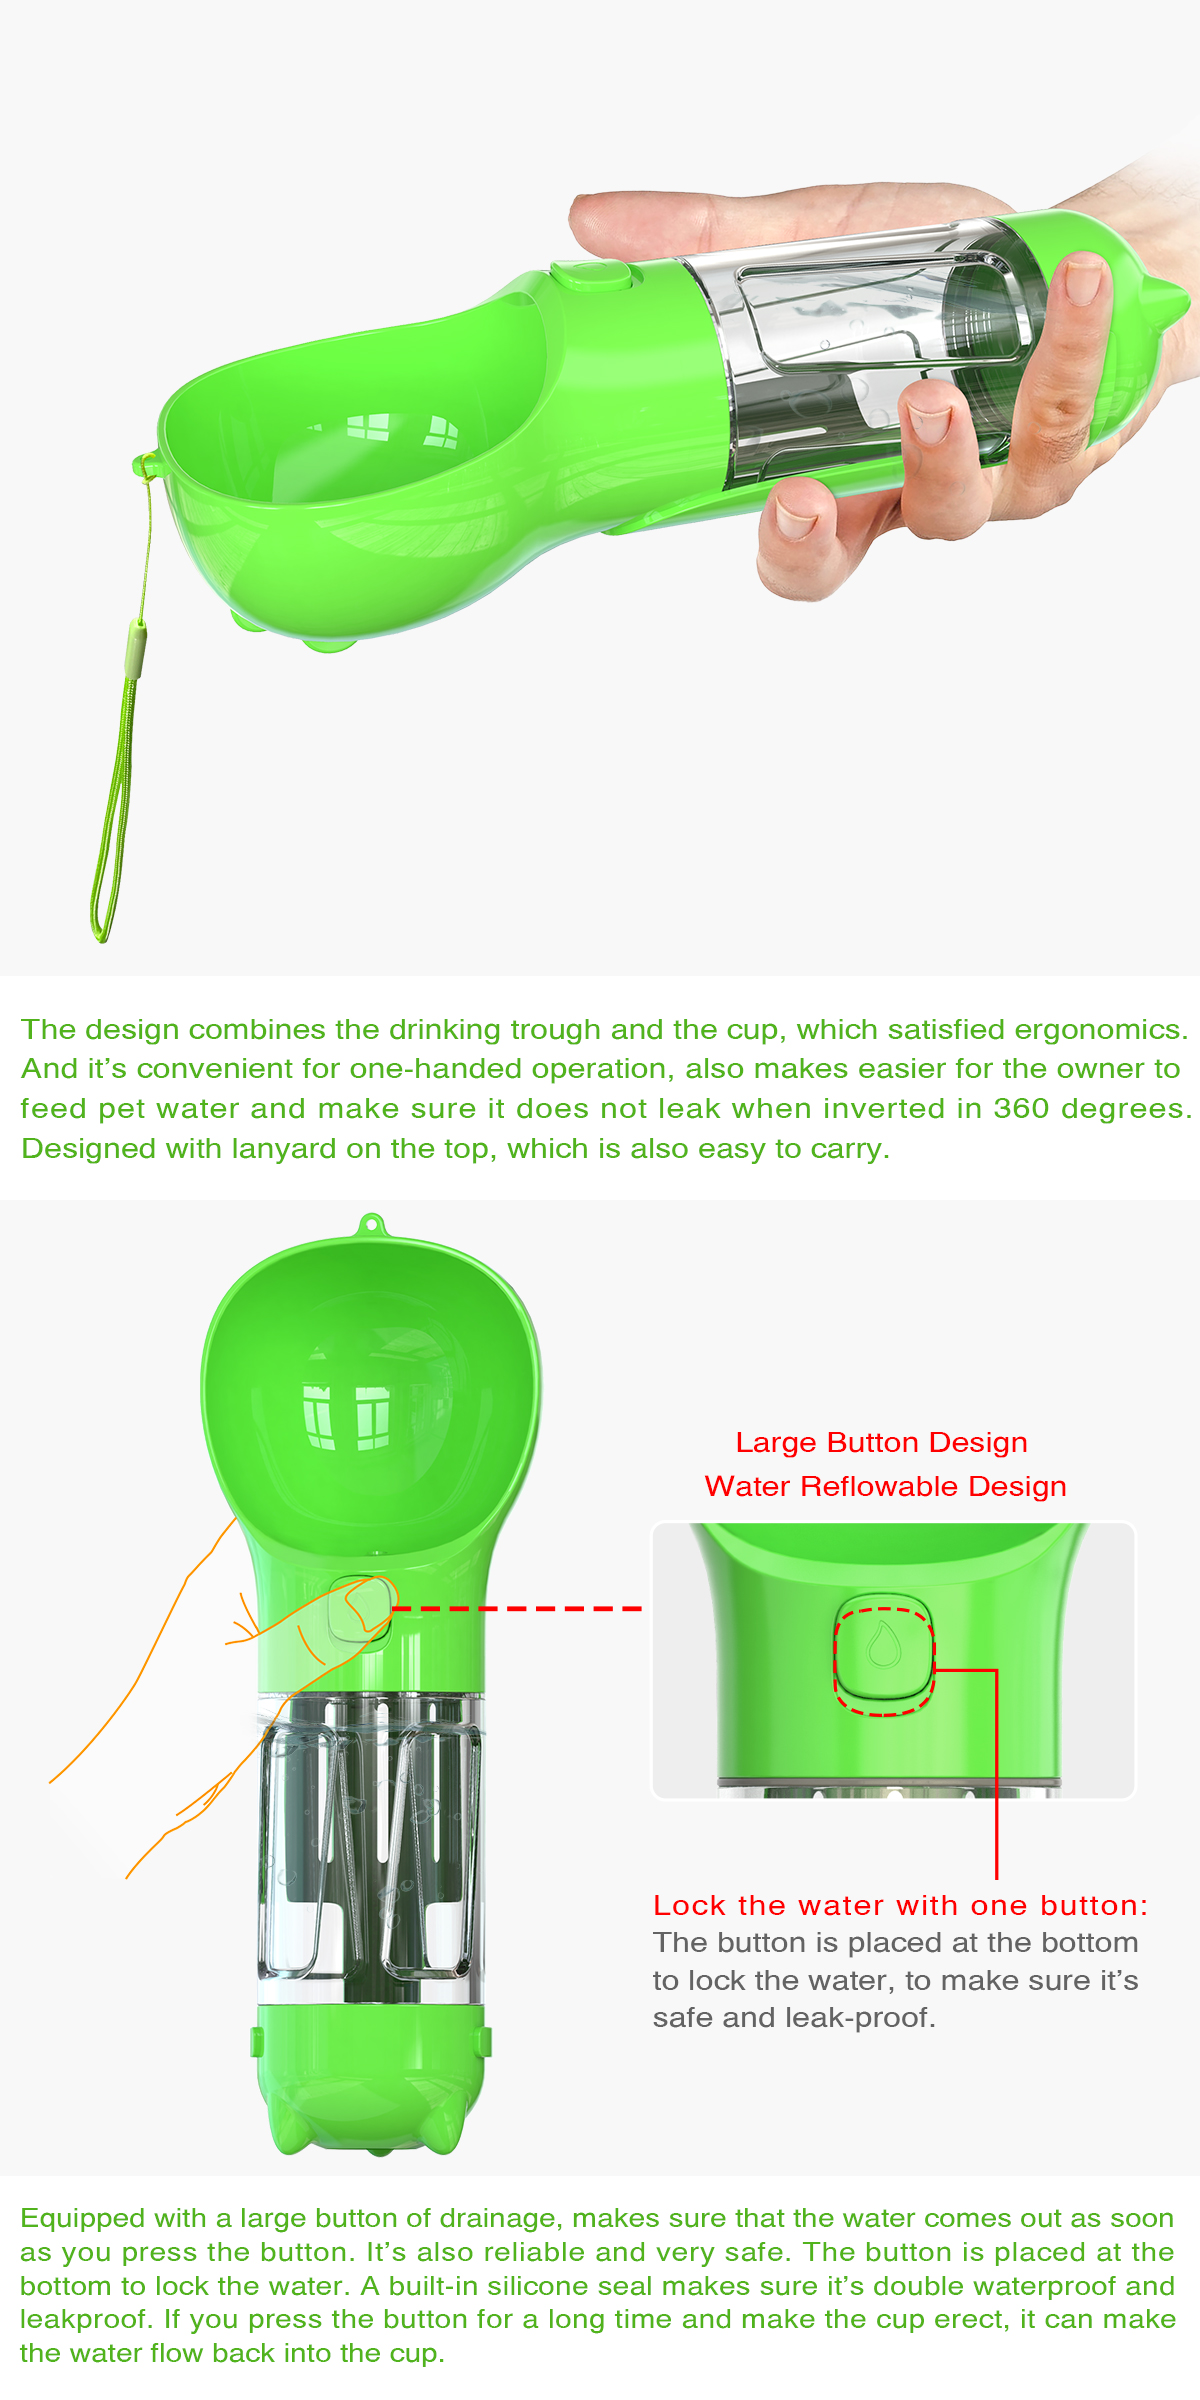 The design combines the drinking trough and the cup, which satisfied ergonomics.
And it’s convenient for one-handed operation, also makes easier for the owner to
feed pet water and make sure it does not leak when inverted in 360 degrees.
Designed with lanyard on the top, which is also easy to carry.
Large Button Design
Water Reflowable Design
Lock the water with one button:
The button is placed at the bottom
to lock the water, to make sure it’s
safe and leak-proof.
Equipped with a large button of drainage, makes sure that the water comes out as soon
as you press the button. It’s also reliable and very safe. The button is placed at the
bottom to lock the water. A built-in silicone seal makes sure it’s double waterproof and
leakproof. If you press the button for a long time and make the cup erect, it can make
the water flow back into the cup.